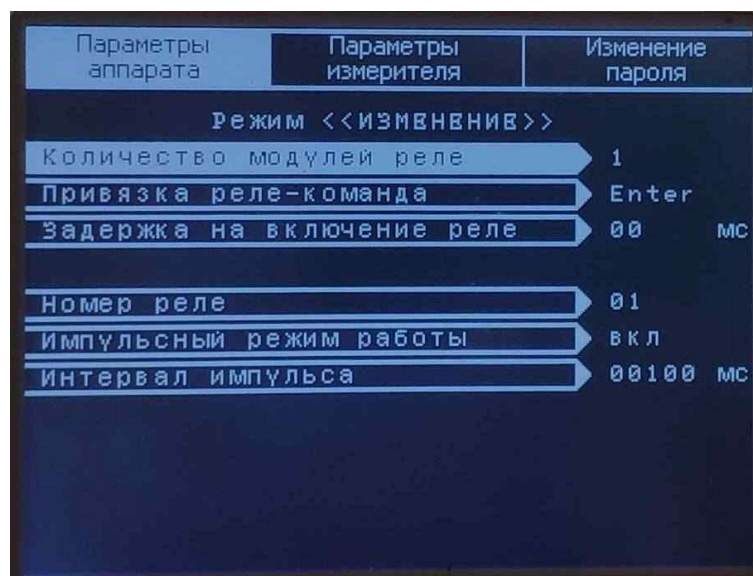 Параметры аппарата
Параметры измерителя
Изменение пароля
Режим <<ИЗМЕНЕНИЕ>>
Количество модулей реле 1
Привязка реле-команда Enter
Задержка на включение реле 00 мс
Номер реле 01
Импульсный режим работы вкл
Интервал импульса 00100 мс